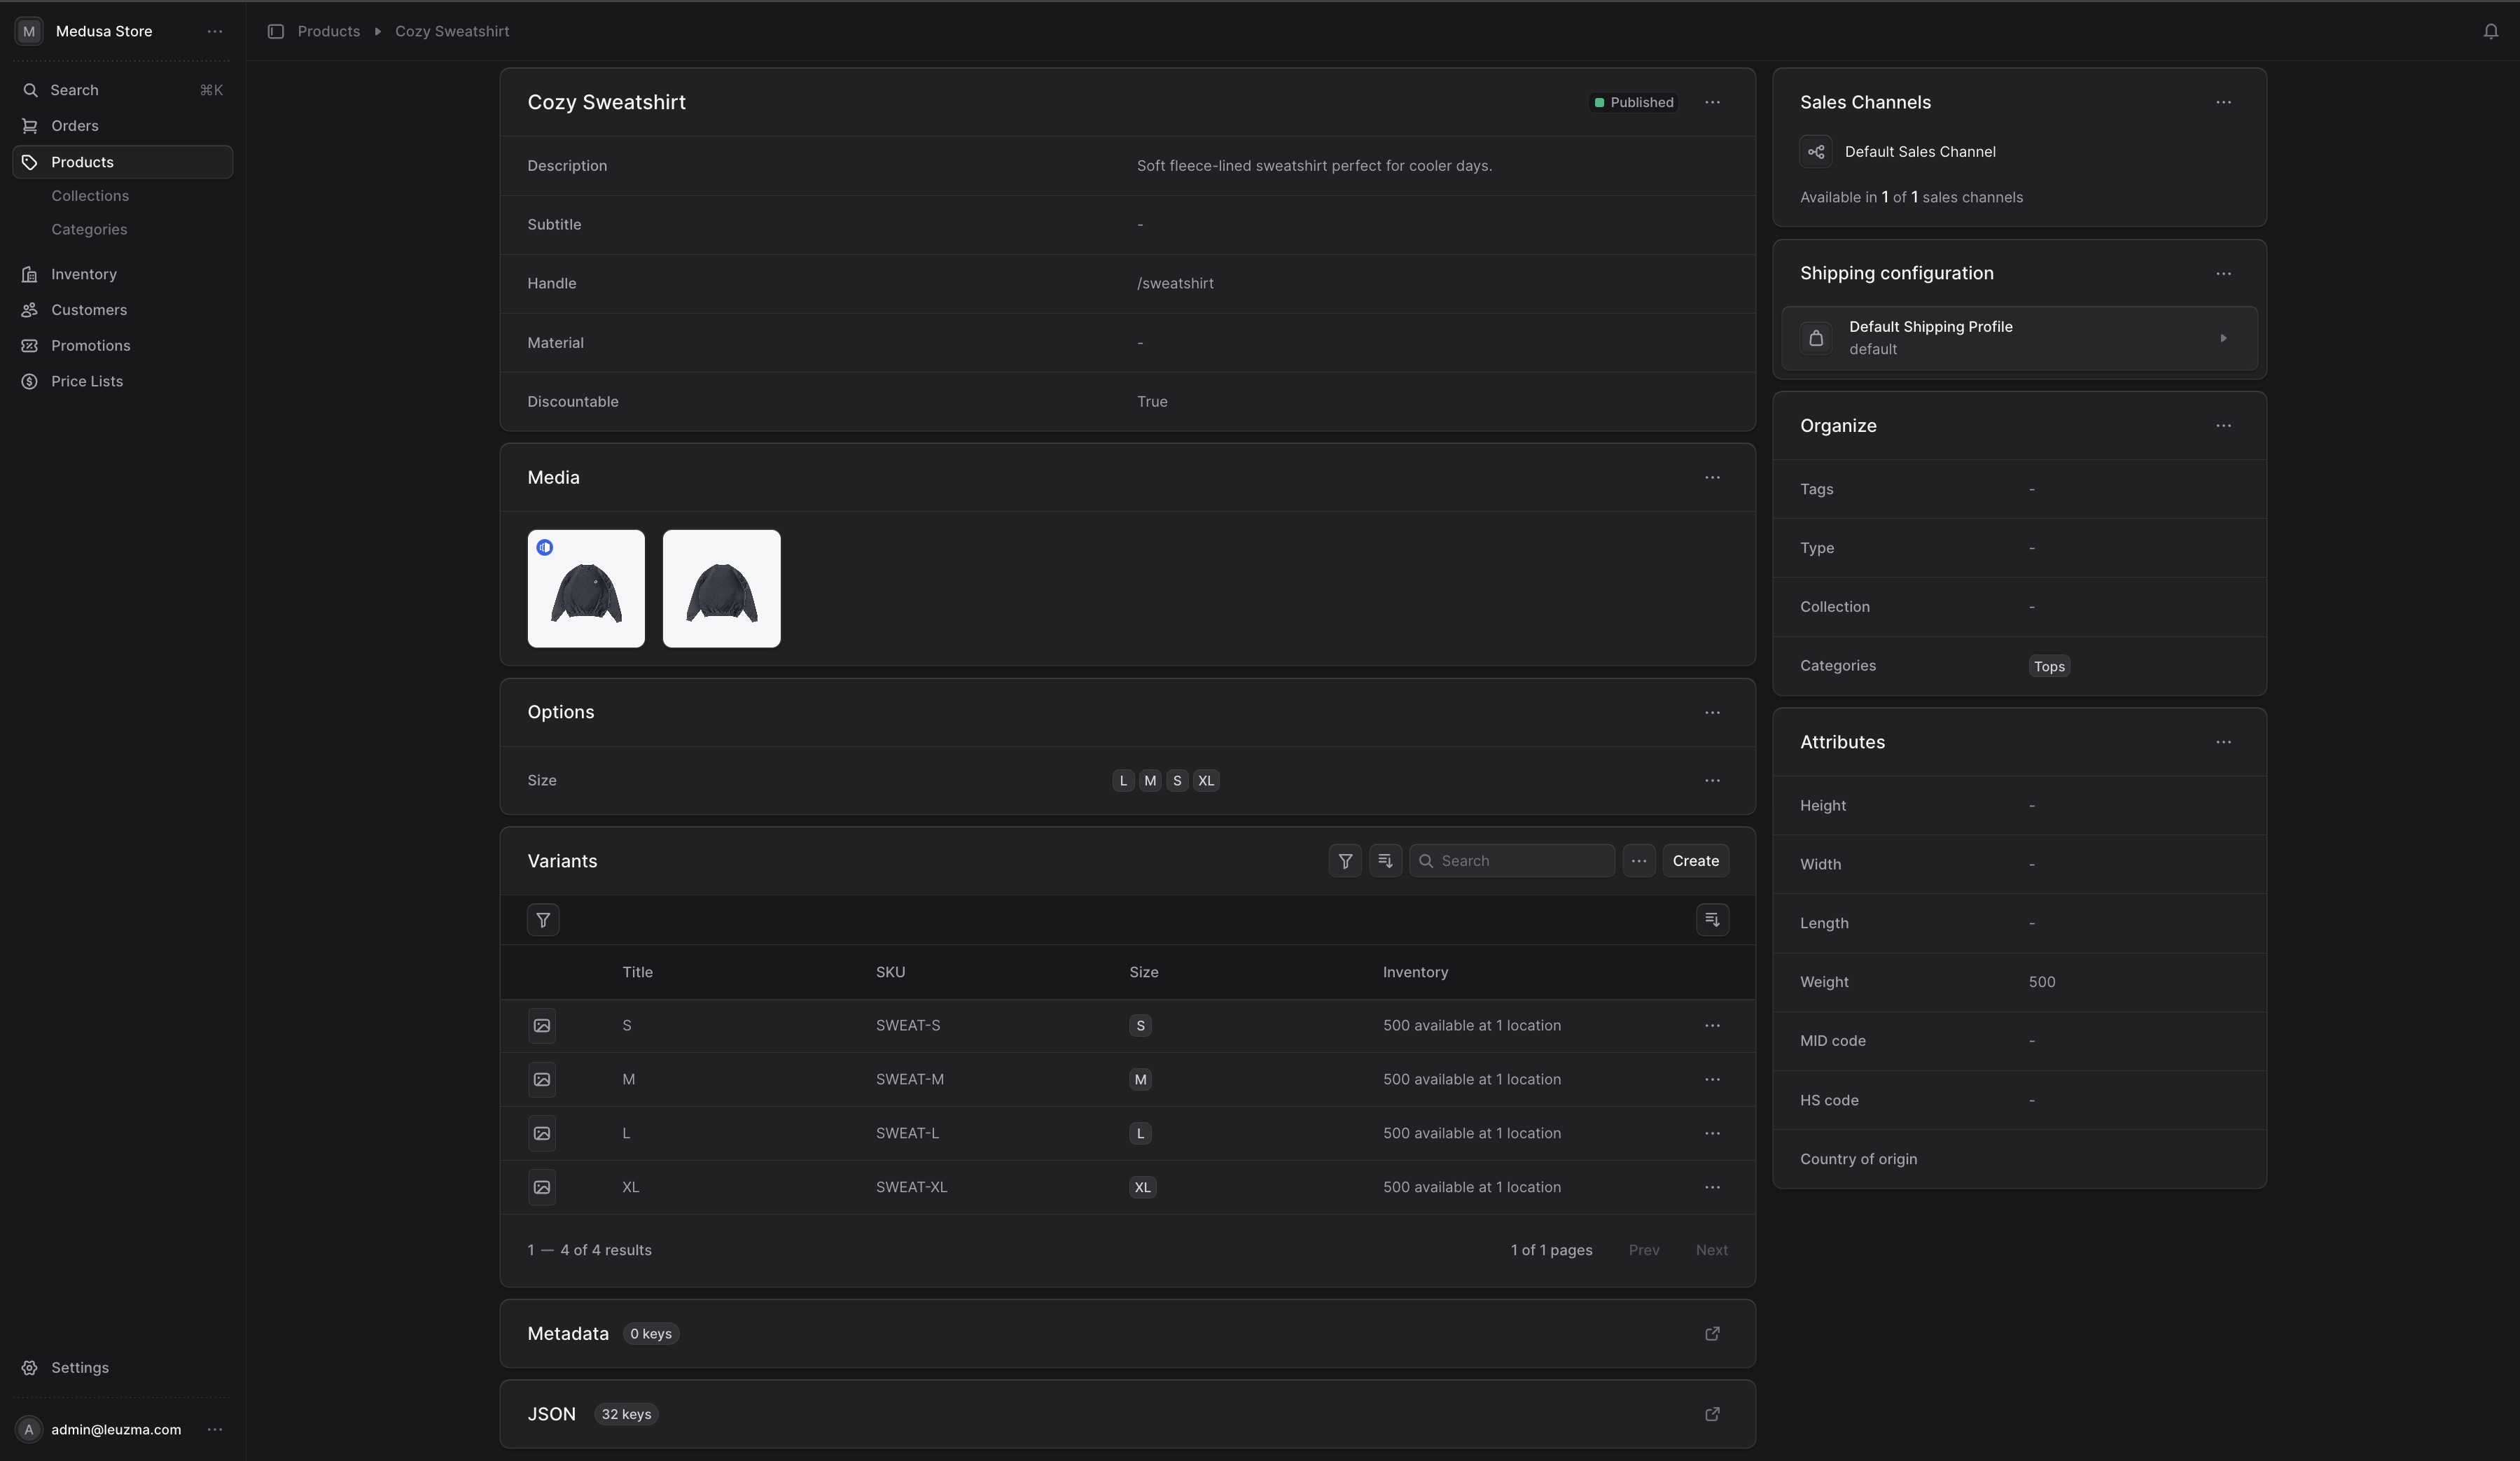 M
Medusa Store
Search
⌘K
Orders
Products
Collections
Categories
Inventory
Customers
Promotions
Price Lists
Settings
A
admin@leuzma.com
Products
Cozy Sweatshirt
Cozy Sweatshirt
Published
Description
Soft fleece-lined sweatshirt perfect for cooler days.
Subtitle
-
Handle
/sweatshirt
Material
-
Discountable
True
Media
Options
Size
L M S XL
Variants
Search
Create
Title SKU Size Inventory
S SWEAT-S S 500 available at 1 location
M SWEAT-M M 500 available at 1 location
L SWEAT-L L 500 available at 1 location
XL SWEAT-XL XL 500 available at 1 location
1 — 4 of 4 results
1 of 1 pages
Prev
Next
Metadata 0 keys
JSON 32 keys
Sales Channels
Default Sales Channel
Available in 1 of 1 sales channels
Shipping configuration
Default Shipping Profile
default
Organize
Tags -
Type -
Collection -
Categories Tops
Attributes
Height -
Width -
Length -
Weight 500
MID code -
HS code -
Country of origin